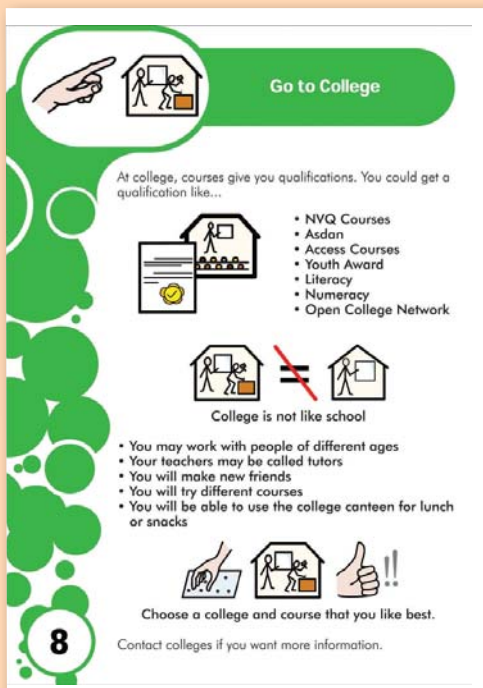 Go to College
At college, courses give you qualifications. You could get a
qualification like...
• NVQ Courses
• Asdan
• Access Courses
• Youth Award
• Literacy
• Numeracy
• Open College Network
College is not like school
• You may work with people of different ages
• Your teachers may be called tutors
• You will make new friends
• You will try different courses
• You will be able to use the college canteen for lunch
or snacks
!!
Choose a college and course that you like best.
8
Contact colleges if you want more information.